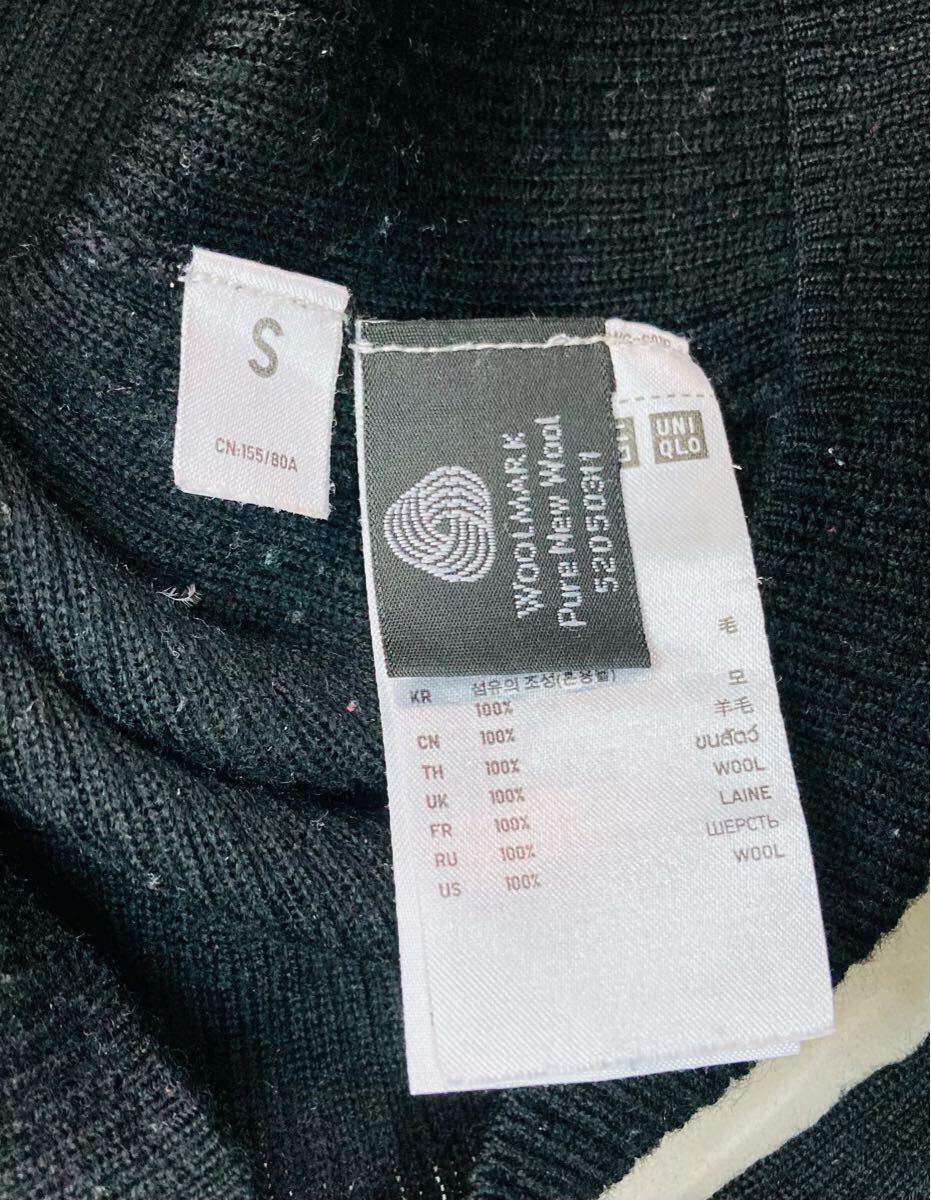 S
CN:155/80A
WOOLMARK
Pure New Wool
5205031I
UNI
QLO
毛
KR 섬유의 조성(혼용률)
100% 모
CN 100% 羊毛
TH 100% ขนสัตว์
UK 100% WOOL
FR 100% LAINE
RU 100% ШЕРСТЬ
US 100% WOOL